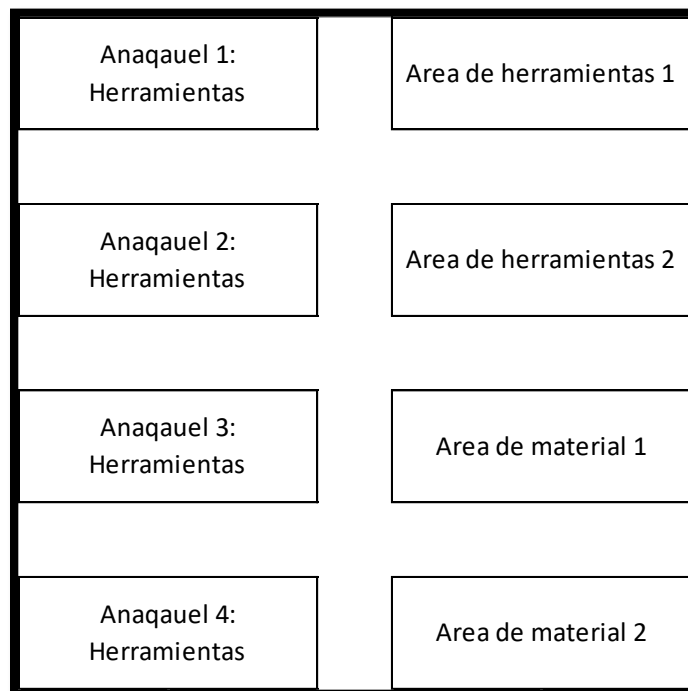 Anaqauel 1:
Herramientas
Area de herramientas 1
Anaqauel 2:
Herramientas
Area de herramientas 2
Anaqauel 3:
Herramientas
Area de material 1
Anaqauel 4:
Herramientas
Area de material 2